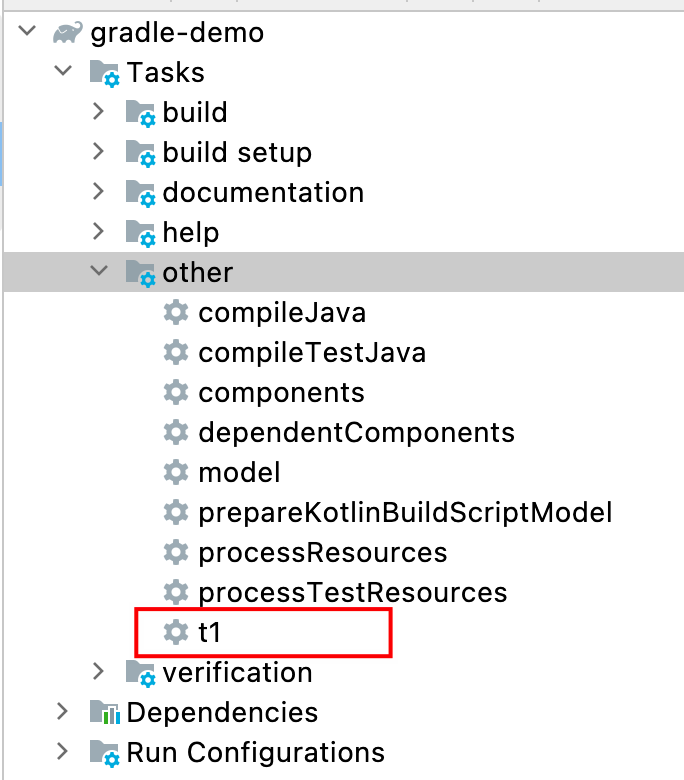 gradle-demo
Tasks
build
build setup
documentation
help
other
compileJava
compileTestJava
components
dependentComponents
model
prepareKotlinBuildScriptModel
processResources
processTestResources
t1
verification
Dependencies
Run Configurations